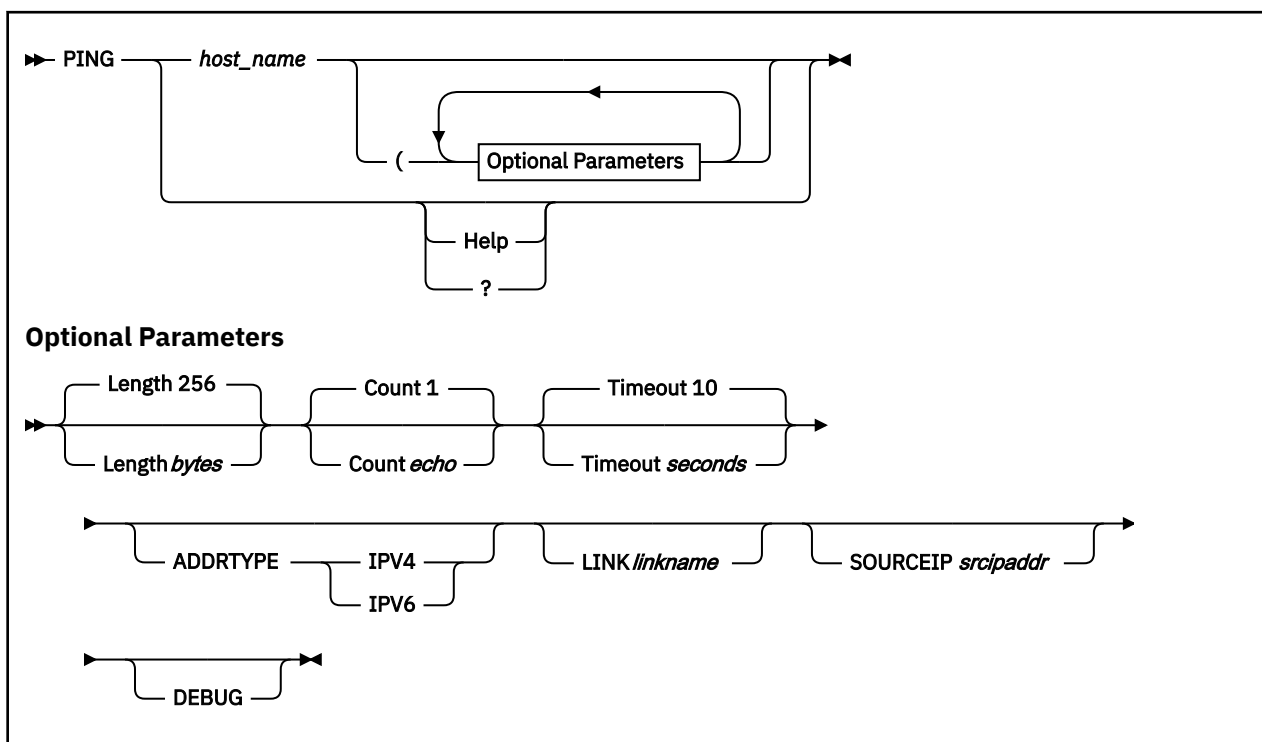 PING host_name
( Optional Parameters
Help
?
Optional Parameters
Length 256 Count 1 Timeout 10
Length bytes Count echo Timeout seconds
ADDRTYPE IPV4 LINK linkname SOURCEIP srcipaddr
IPV6
DEBUG